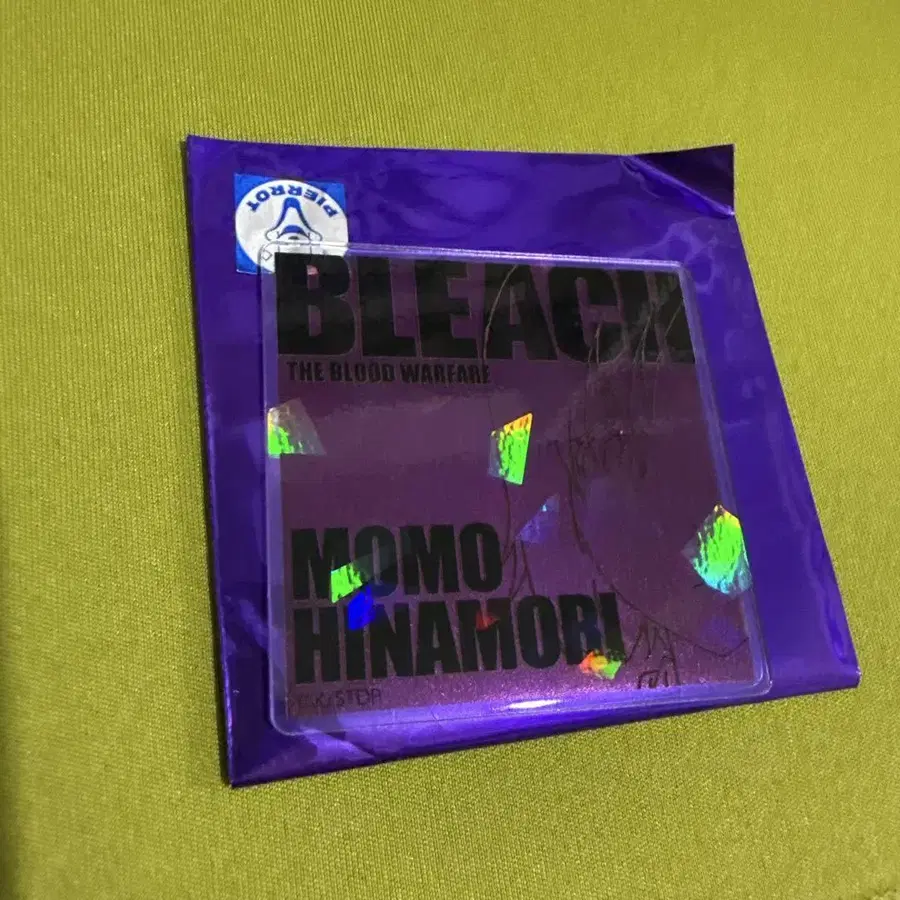 PIERROT
BLEACH
THE BLOOD WARFARE
MOMO
HINAMORI